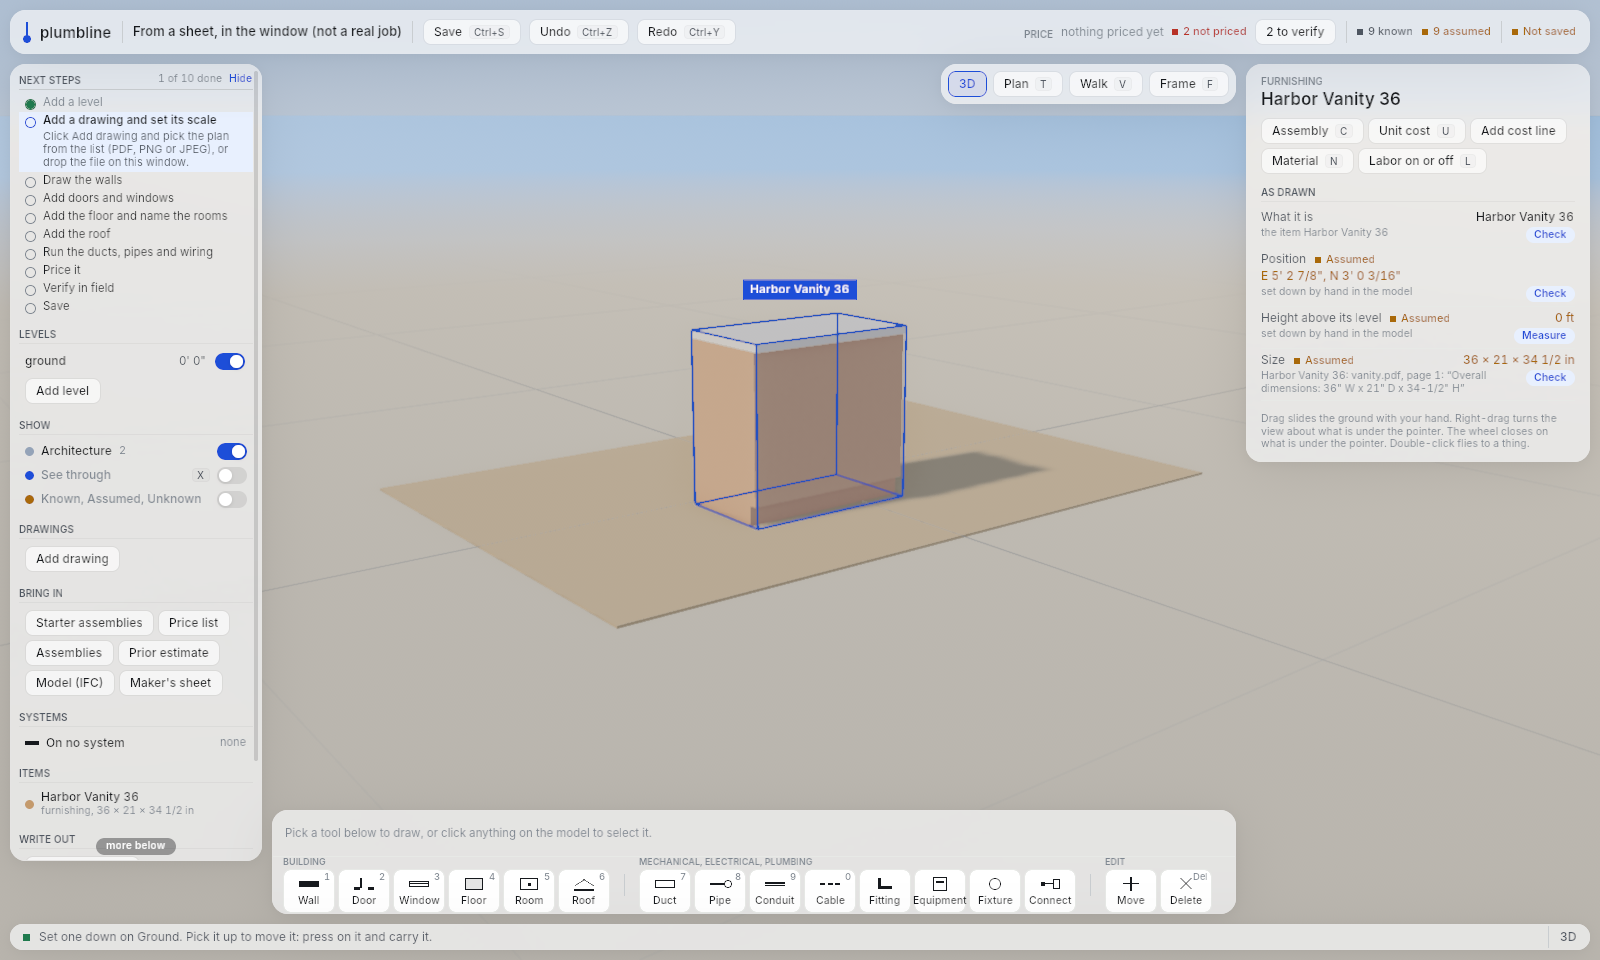 plumbline
From a sheet, in the window (not a real job)
Save Ctrl+S
Undo Ctrl+Z
Redo Ctrl+Y
PRICE nothing priced yet
2 not priced
2 to verify
9 known
9 assumed
Not saved
NEXT STEPS
1 of 10 done Hide
Add a level
Add a drawing and set its scale
Click Add drawing and pick the plan
from the list (PDF, PNG or JPEG), or
drop the file on this window.
Draw the walls
Add doors and windows
Add the floor and name the rooms
Add the roof
Run the ducts, pipes and wiring
Price it
Verify in field
Save
LEVELS
ground 0' 0"
Add level
SHOW
Architecture 2
See through X
Known, Assumed, Unknown
DRAWINGS
Add drawing
BRING IN
Starter assemblies
Price list
Assemblies
Prior estimate
Model (IFC)
Maker's sheet
SYSTEMS
On no system none
ITEMS
Harbor Vanity 36
furnishing, 36 × 21 × 34 1/2 in
WRITE OUT
more below
3D
Plan T
Walk V
Frame F
Harbor Vanity 36
FURNISHING
Harbor Vanity 36
Assembly C
Unit cost U
Add cost line
Material N
Labor on or off L
AS DRAWN
What it is Harbor Vanity 36
the item Harbor Vanity 36 Check
Position Assumed
E 5' 2 7/8", N 3' 0 3/16"
set down by hand in the model Check
Height above its level Assumed 0 ft
set down by hand in the model Measure
Size Assumed 36 × 21 × 34 1/2 in
Harbor Vanity 36: vanity.pdf, page 1: "Overall Check
dimensions: 36" W x 21" D x 34-1/2" H"
Drag slides the ground with your hand. Right-drag turns the
view about what is under the pointer. The wheel closes on
what is under the pointer. Double-click flies to a thing.
Pick a tool below to draw, or click anything on the model to select it.
BUILDING
1 Wall
2 Door
3 Window
4 Floor
5 Room
6 Roof
MECHANICAL, ELECTRICAL, PLUMBING
7 Duct
8 Pipe
9 Conduit
0 Cable
Fitting
Equipment
Fixture
Connect
EDIT
Move
Del Delete
Set one down on Ground. Pick it up to move it: press on it and carry it.
3D